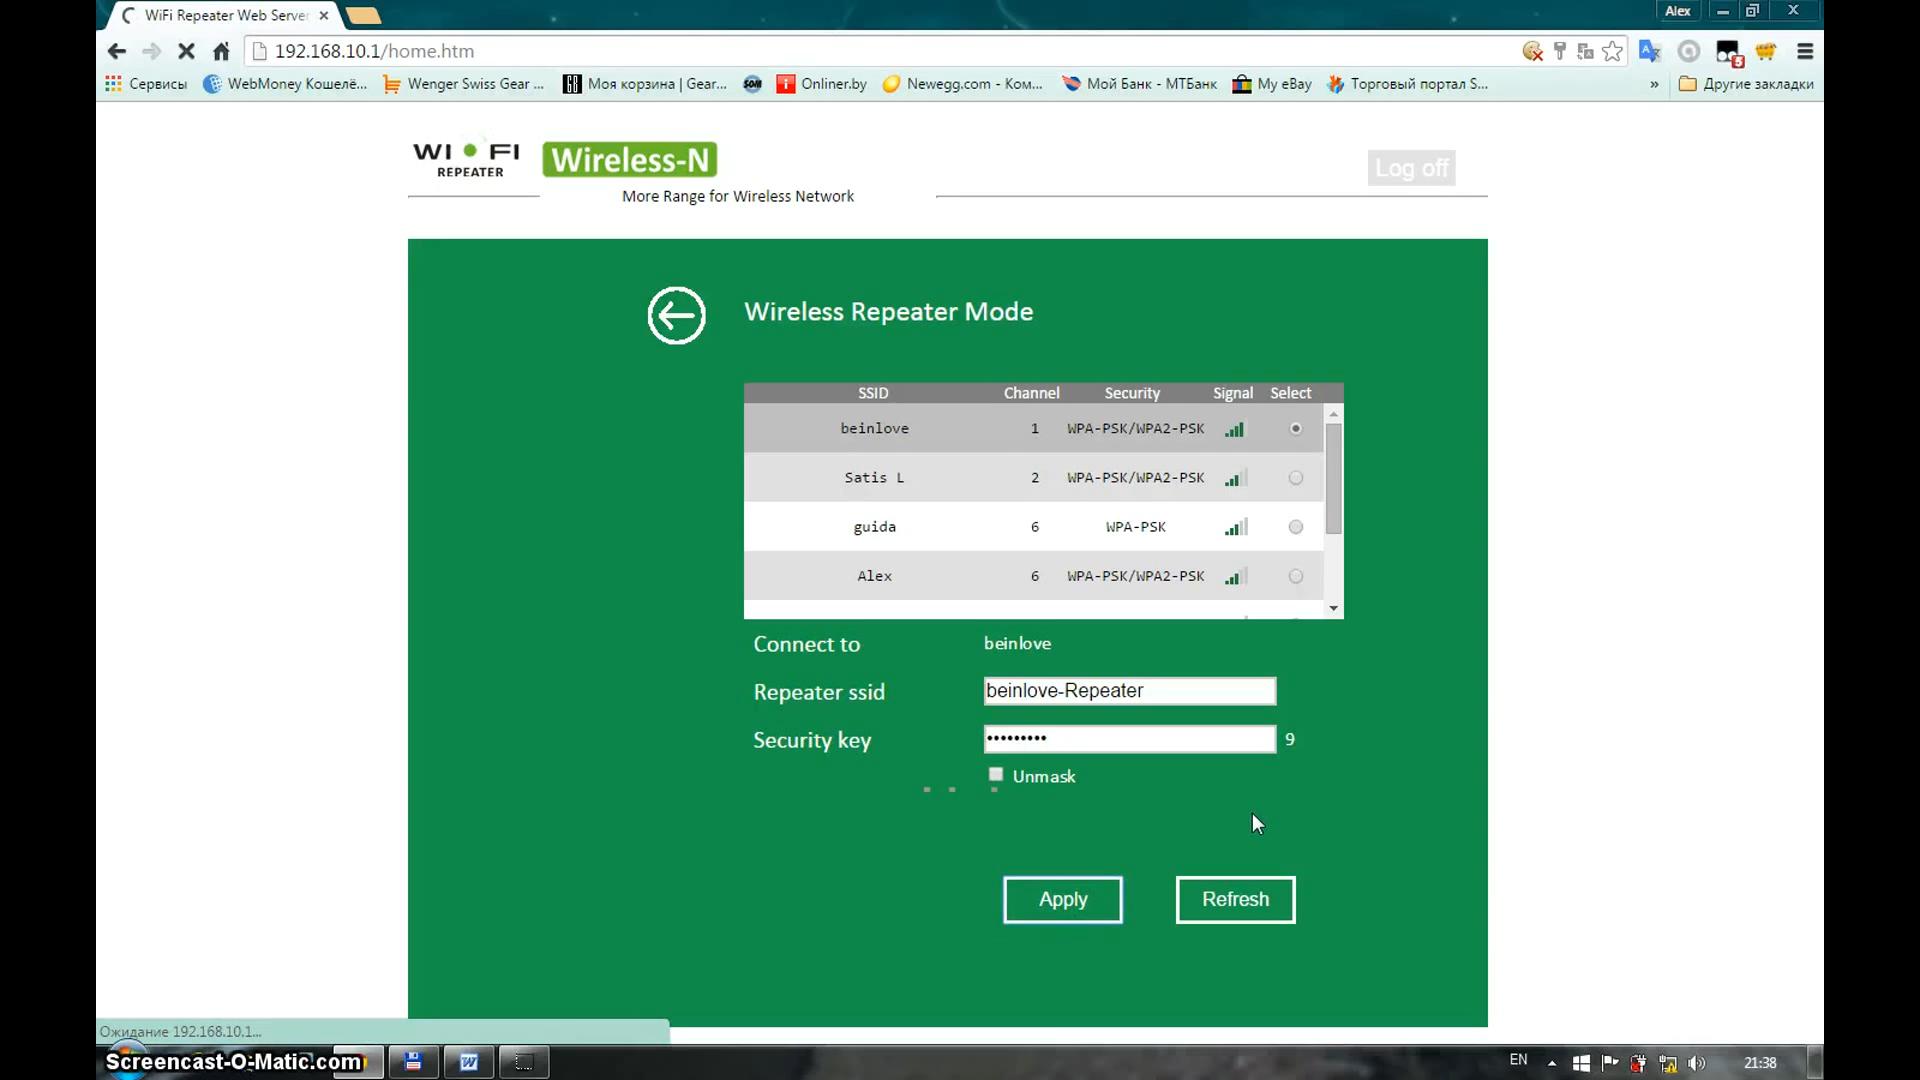 WiFi Repeater Web Server
Alex
192.168.10.1/home.htm
5
Сервисы
WebMoney Кошелё...
Wenger Swiss Gear ...
Моя корзина | Gear...
Onliner.by
Newegg.com - Ком...
Мой Банк - МТБанк
My eBay
Торговый портал S...
»
Другие закладки
WI FI
REPEATER
Wireless-N
Log off
More Range for Wireless Network
Wireless Repeater Mode
SSID Channel Security Signal Select
beinlove 1 WPA-PSK/WPA2-PSK
Satis L 2 WPA-PSK/WPA2-PSK
guida 6 WPA-PSK
Alex 6 WPA-PSK/WPA2-PSK
Connect to beinlove
Repeater ssid beinlove-Repeater
Security key ••••••••• 9
Unmask
Apply Refresh
Ожидание 192.168.10.1...
Screencast-O-Matic.com
EN
21:38